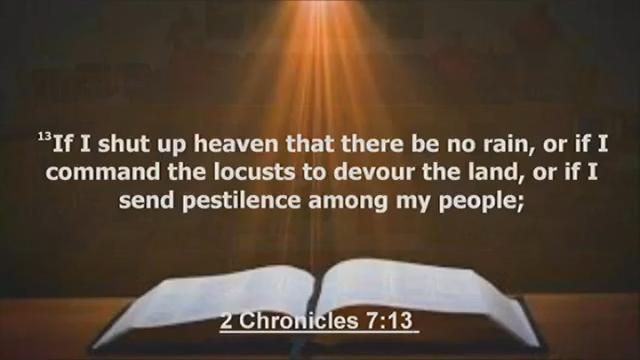 13If I shut up heaven that there be no rain, or if I
command the locusts to devour the land, or if I
send pestilence among my people;
2 Chronicles 7:13